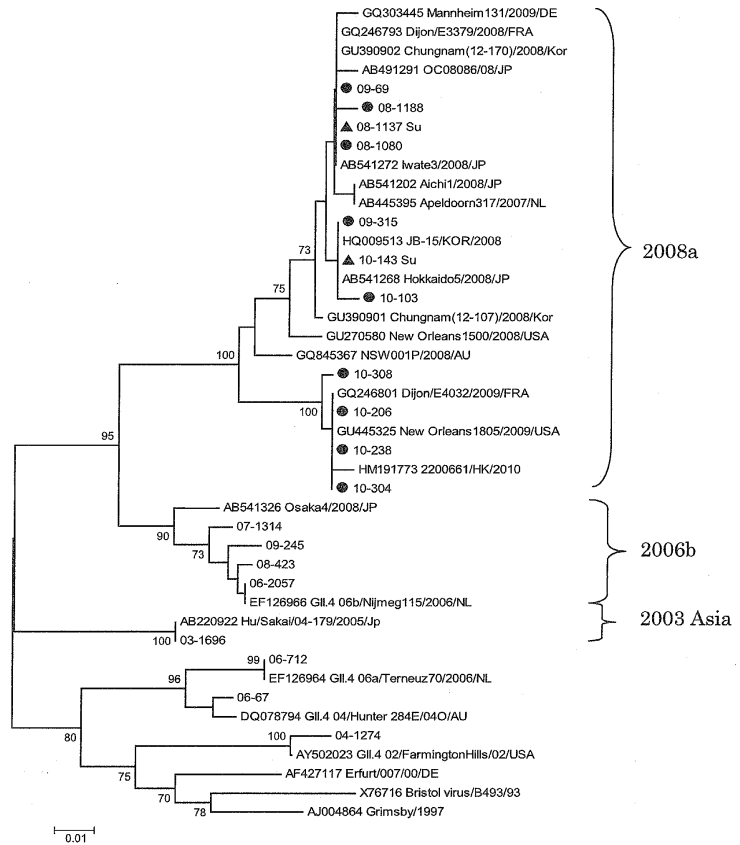 GQ303445 Mannheim131/2009/DE
GQ246793 Dijon/E3379/2008/FRA
GU390902 Chungnam(12-170)/2008/Kor
AB491291 OC08086/08/JP
09-69
08-1188
08-1137 Su
08-1080
AB541272 Iwate3/2008/JP
AB541202 Aichi1/2008/JP
AB445395 Apeldoorn317/2007/NL
09-315
HQ009513 JB-15/KOR/2008
73
2008a
10-143 Su
AB541268 Hokkaido5/2008/JP
75
10-103
GU390901 Chungnam(12-107)/2008/Kor
GU270580 New Orleans1500/2008/USA
100
GQ845367 NSW001P/2008/AU
10-308
GQ246801 Dijon/E4032/2009/FRA
100
10-206
GU445325 New Orleans1805/2009/USA
95
10-238
HM191773 2200661/HK/2010
10-304
AB541326 Osaka4/2008/JP
90
07-1314
73
09-245
2006b
08-423
06-2057
EF126966 GII.4 06b/Nijmeg115/2006/NL
AB220922 Hu/Sakai/04-179/2005/Jp
2003 Asia
100
03-1696
99
06-712
96
EF126964 GII.4 06a/Terneuz70/2006/NL
06-67
DQ078794 GII.4 04/Hunter 284E/04O/AU
80
100
04-1274
AY502023 GII.4 02/FarmingtonHills/02/USA
75
AF427117 Erfurt/007/00/DE
70
X76716 Bristol virus/B493/93
78
AJ004864 Grimsby/1997
0.01